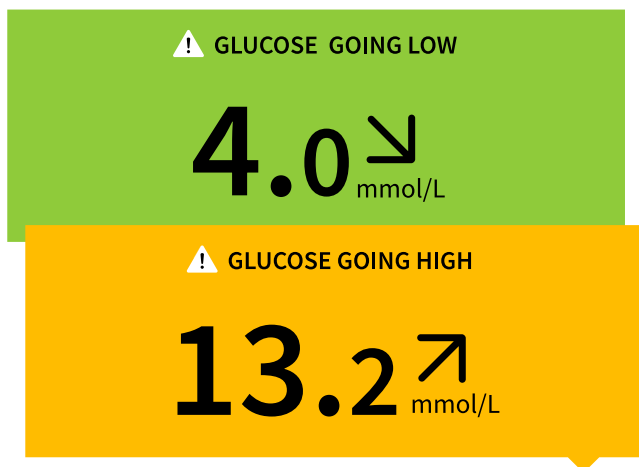 GLUCOSE GOING LOW
4.0
mmol/L
GLUCOSE GOING HIGH
13.2
mmol/L